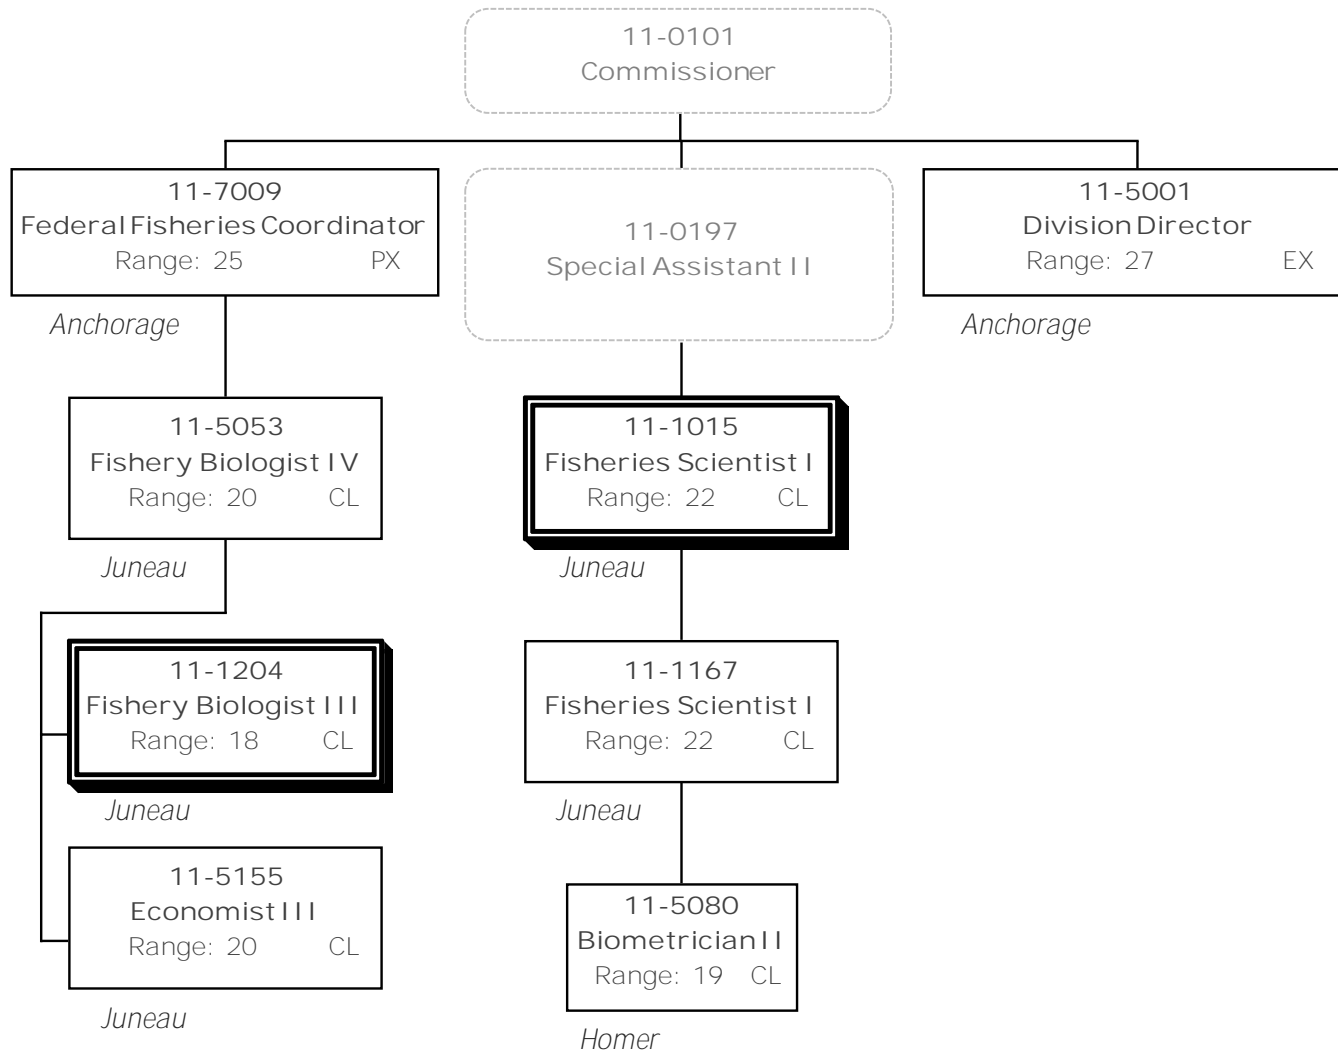 11-0101
Commissioner
11-7009
Federal Fisheries Coordinator
Range: 25 PX
Anchorage
11-0197
Special Assistant II
11-5001
Division Director
Range: 27 EX
Anchorage
11-5053
Fishery Biologist IV
Range: 20 CL
Juneau
11-1015
Fisheries Scientist I
Range: 22 CL
Juneau
11-1204
Fishery Biologist III
Range: 18 CL
Juneau
11-1167
Fisheries Scientist I
Range: 22 CL
Juneau
11-5155
Economist III
Range: 20 CL
Juneau
11-5080
Biometrician II
Range: 19 CL
Homer